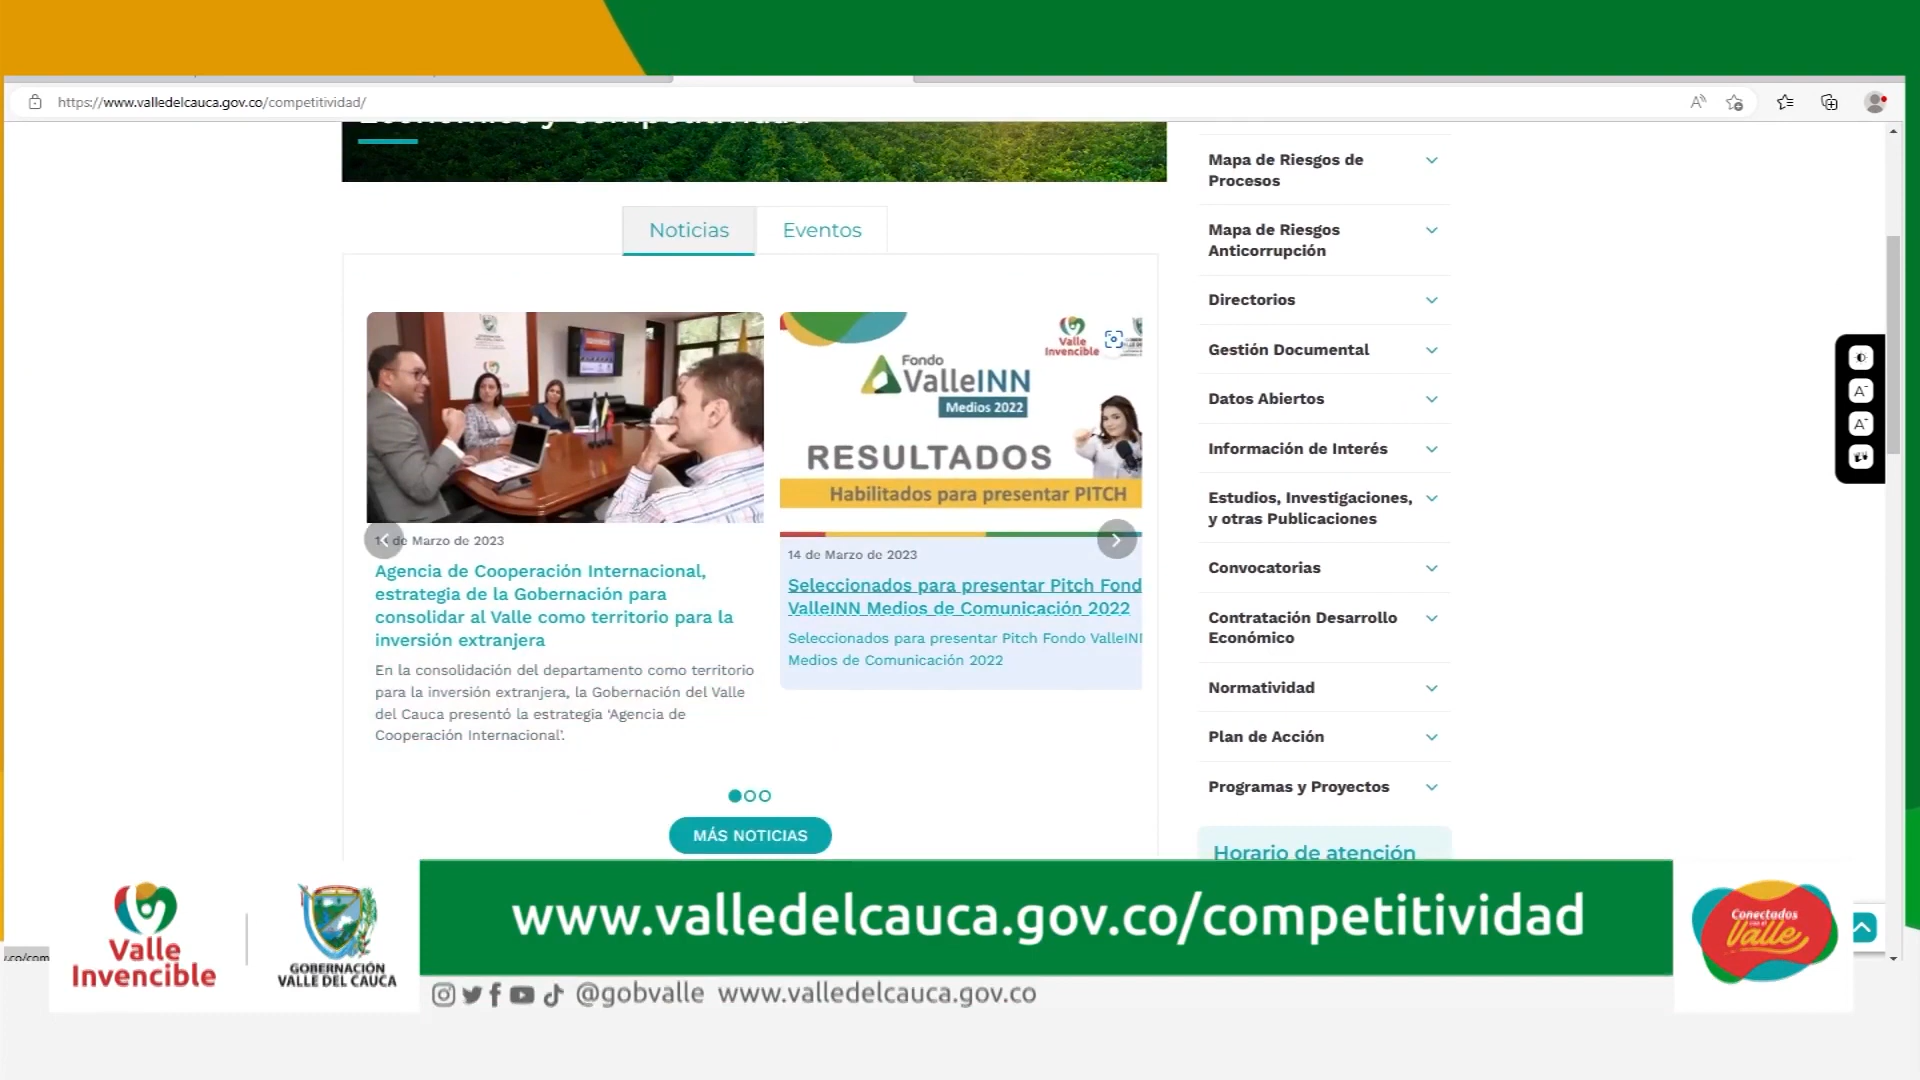 https://www.valledelcauca.gov.co/competitividad/
Económico y Competitividad
Noticias
Eventos
de Marzo de 2023
Agencia de Cooperación Internacional,
estrategia de la Gobernación para
consolidar al Valle como territorio para la
inversión extranjera
En la consolidación del departamento como territorio
para la inversión extranjera, la Gobernación del Valle
del Cauca presentó la estrategia ‘Agencia de
Cooperación Internacional’.
Valle
Invencible
Fondo
ValleINN
Medios 2022
RESULTADOS
Habilitados para presentar PITCH
14 de Marzo de 2023
Seleccionados para presentar Pitch Fond
ValleINN Medios de Comunicación 2022
Seleccionados para presentar Pitch Fondo ValleINN
Medios de Comunicación 2022
MÁS NOTICIAS
Mapa de Riesgos de
Procesos
Mapa de Riesgos
Anticorrupción
Directorios
Gestión Documental
Datos Abiertos
Información de Interés
Estudios, Investigaciones,
y otras Publicaciones
Convocatorias
Contratación Desarrollo
Económico
Normatividad
Plan de Acción
Programas y Proyectos
Horario de atención
Valle
Invencible
GOBERNACIÓN
VALLE DEL CAUCA
www.valledelcauca.gov.co/competitividad
@gobvalle www.valledelcauca.gov.co
Conectados
con el
Valle